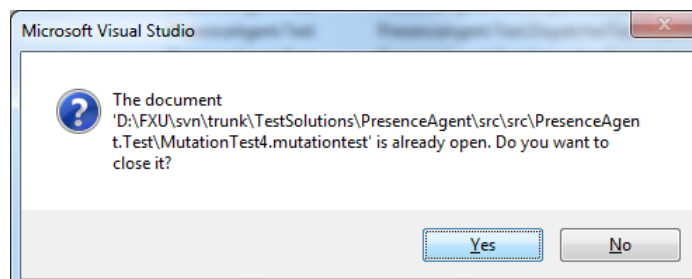 Microsoft Visual Studio
The document
'D:\FXU\svn\trunk\TestSolutions\PresenceAgent\src\src\PresenceAgen
t.Test\MutationTest4.mutationtest' is already open. Do you want to
close it?
Yes
No